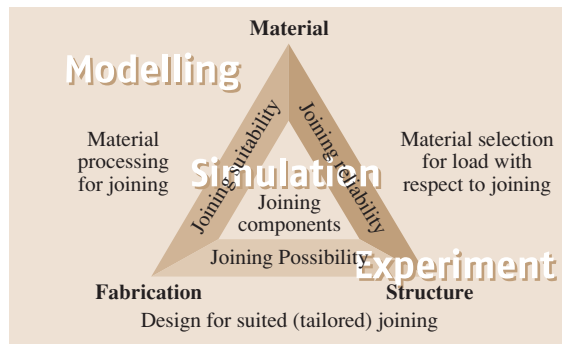 Material
Modelling
Material
processing
for joining
Joining suitability
Joining reliability
Material selection
for load with
respect to joining
Simulation
Joining
components
Joining Possibility
Experiment
Fabrication
Structure
Design for suited (tailored) joining